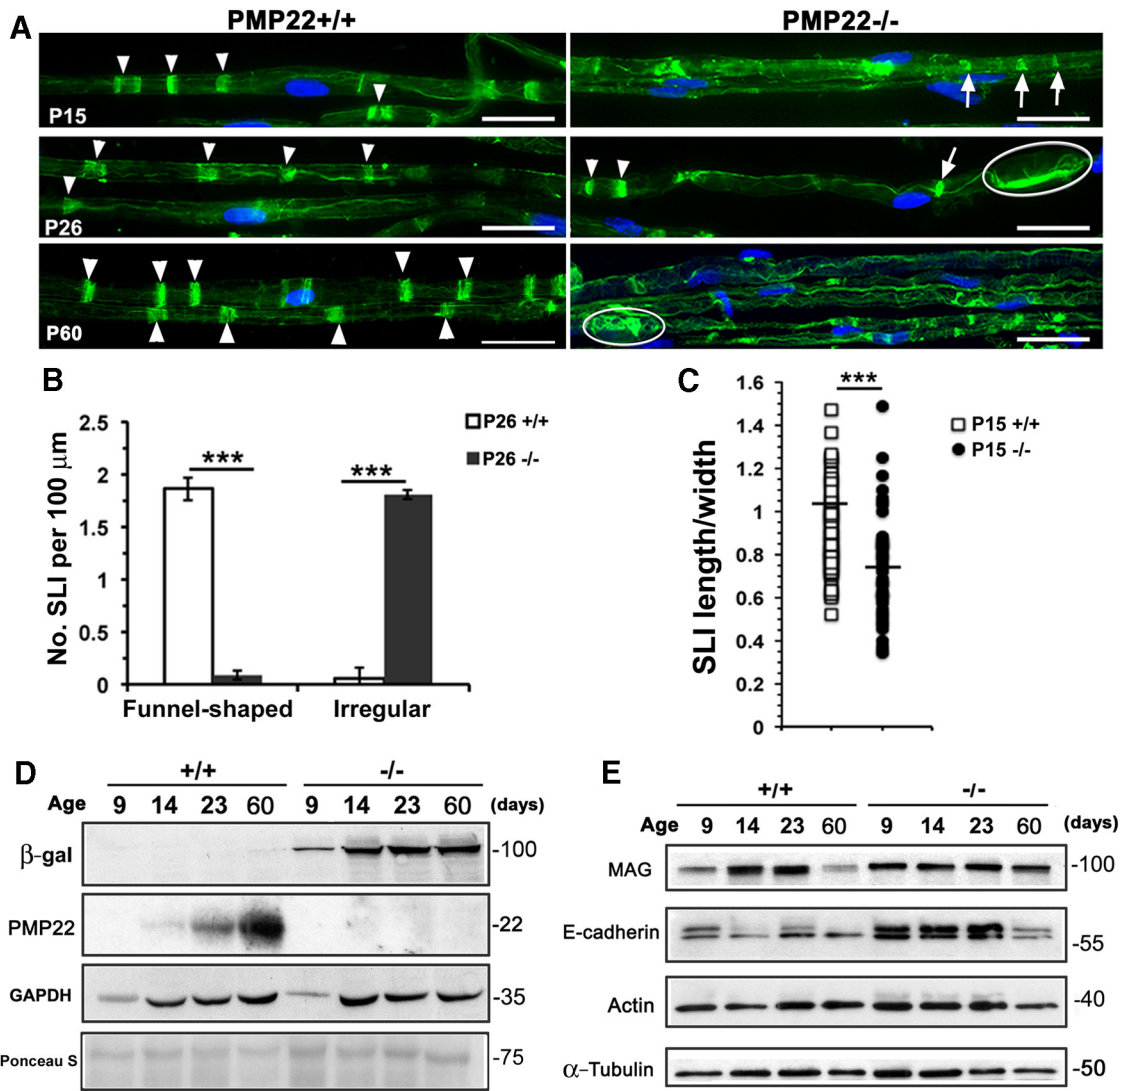 A
PMP22+/+
PMP22-/-
P15
P26
P60
B
No. SLI per 100 μm
2.5
2
1.5
1
0.5
0
***
***
P26 +/+
P26 -/-
Funnel-shaped
Irregular
C
SLI length/width
1.6
1.4
1.2
1
0.8
0.6
0.4
0.2
0
***
P15 +/+
P15 -/-
D
+/+
-/-
Age 9 14 23 60 9 14 23 60 (days)
β-gal -100
PMP22 -22
GAPDH -35
Ponceau S -75
E
+/+
-/-
Age 9 14 23 60 9 14 23 60 (days)
MAG -100
E-cadherin -55
Actin -40
α-Tubulin -50